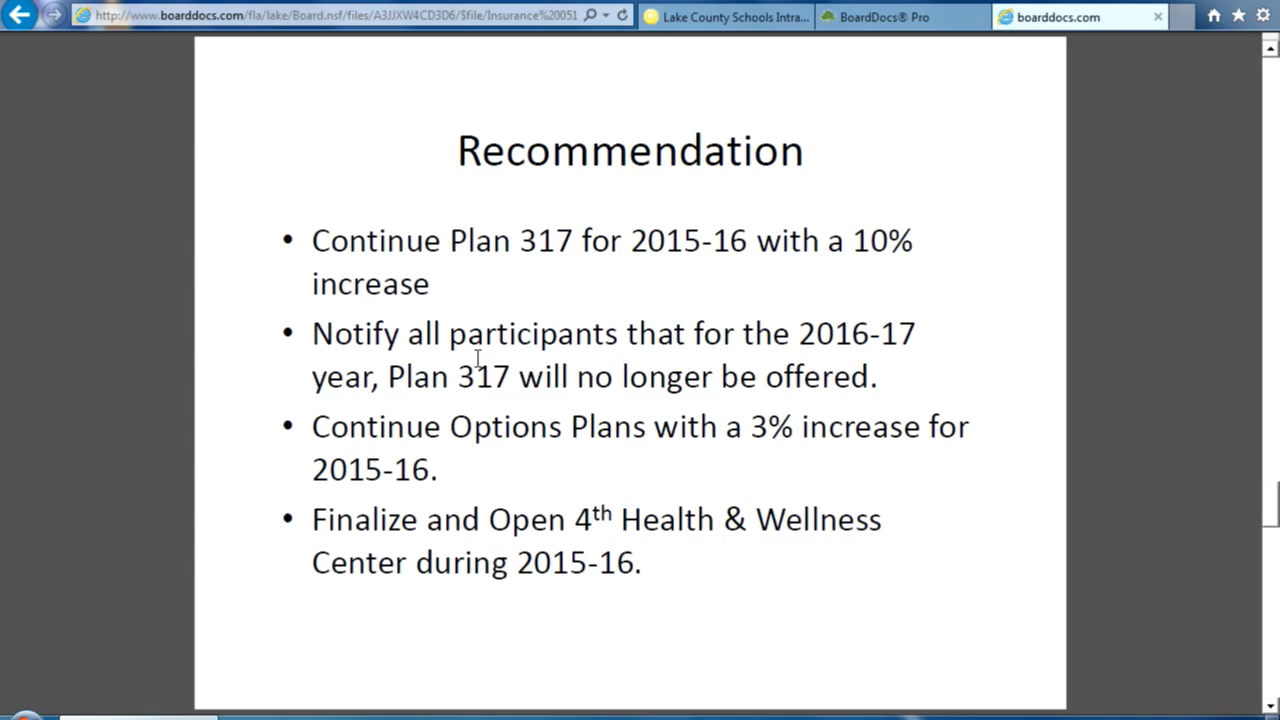 http://www.boarddocs.com/fla/lake/Board.nsf/files/A3JJXW4CD3D6/$file/Insurance%20051
Lake County Schools Intra...
BoardDocs® Pro
boarddocs.com
Recommendation
• Continue Plan 317 for 2015-16 with a 10%
increase
• Notify all participants that for the 2016-17
year, Plan 317 will no longer be offered.
• Continue Options Plans with a 3% increase for
2015-16.
• Finalize and Open 4th Health & Wellness
Center during 2015-16.